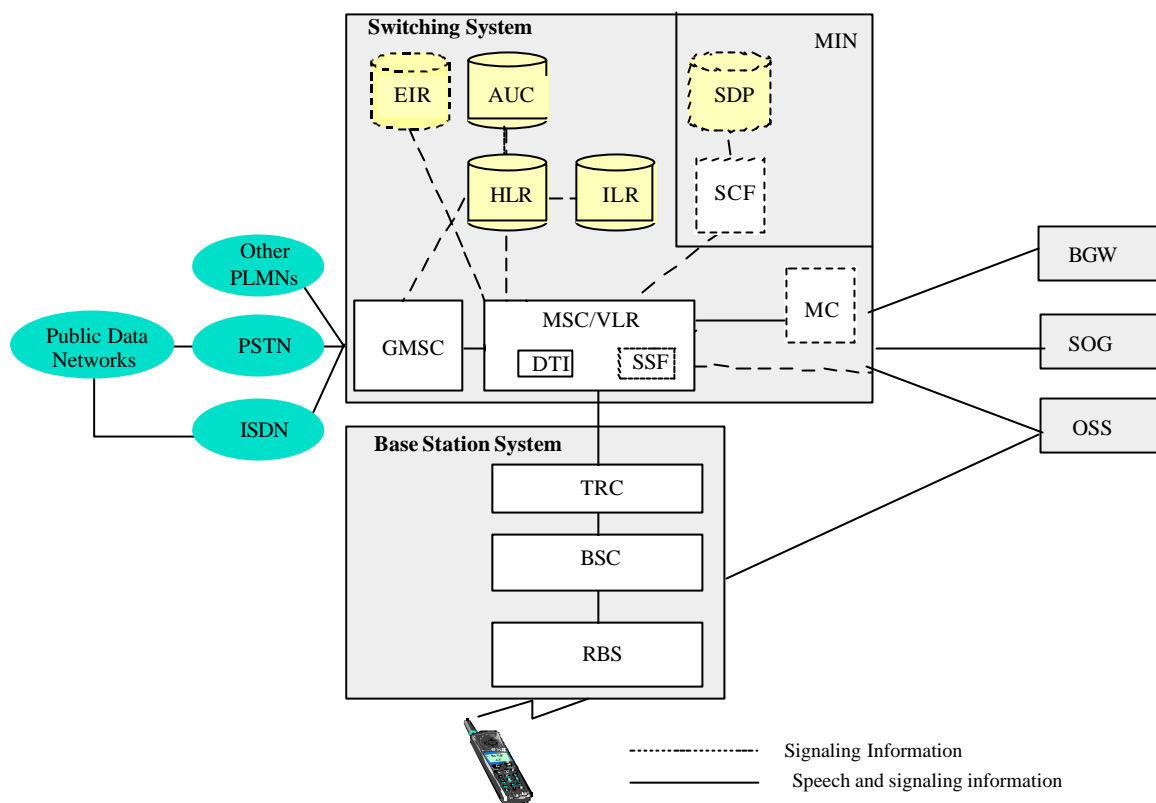 Switching System
MIN
EIR
AUC
SDP
HLR
ILR
SCF
Other
PLMNs
BGW
MC
MSC/VLR
Public Data
Networks
PSTN
GMSC
SOG
DTI
SSF
ISDN
OSS
Base Station System
TRC
BSC
RBS
Signaling Information
Speech and signaling information